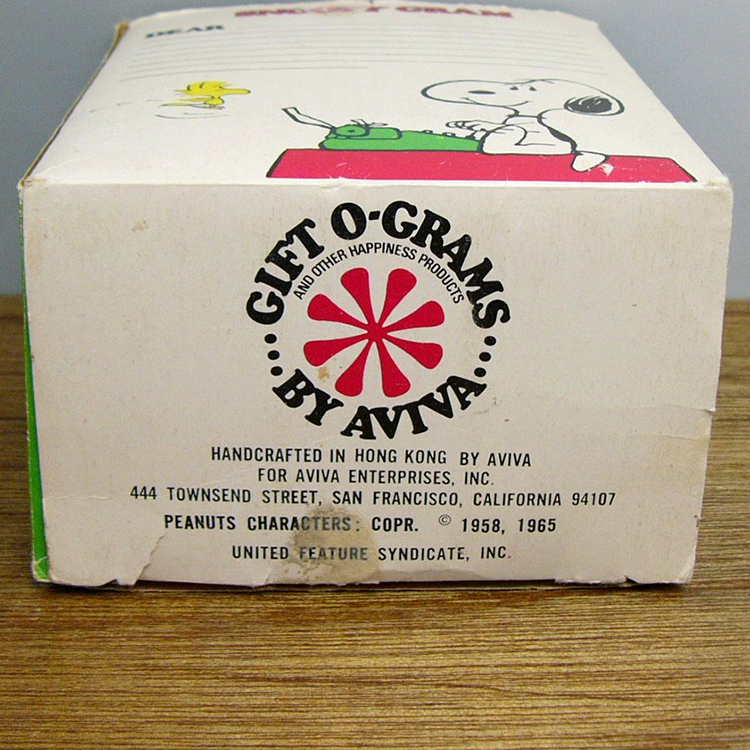 GRAM
DEAR
GIFT O-GRAMS
AND OTHER HAPPINESS PRODUCTS
...BY AVIVA...
HANDCRAFTED IN HONG KONG BY AVIVA
FOR AVIVA ENTERPRISES, INC.
444 TOWNSEND STREET, SAN FRANCISCO, CALIFORNIA 94107
PEANUTS CHARACTERS: COPR. © 1958, 1965
UNITED FEATURE SYNDICATE, INC.